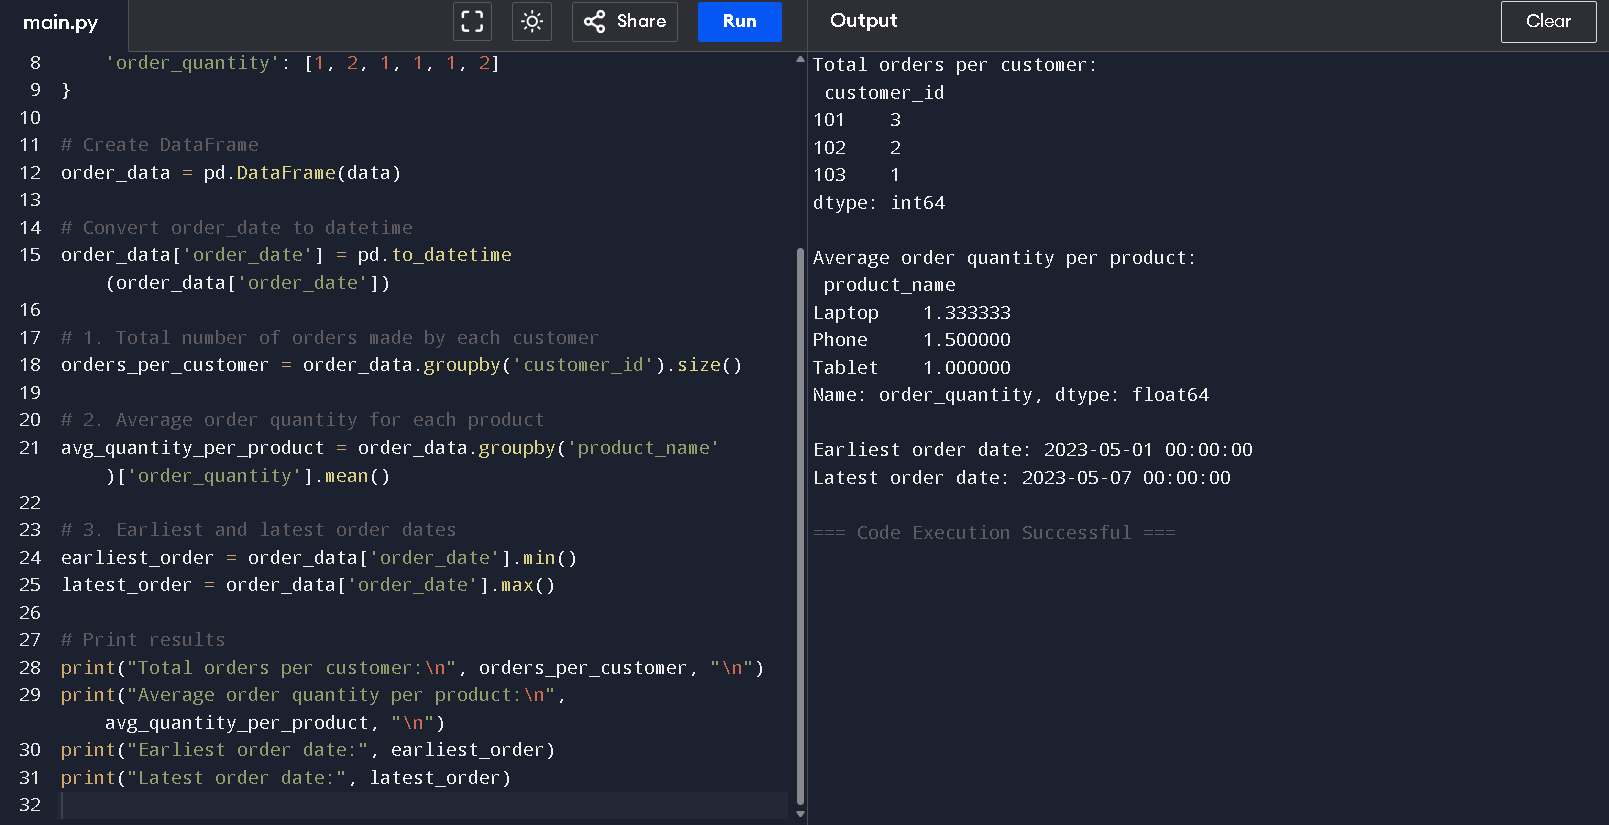 main.py
Share
Run
8 'order_quantity': [1, 2, 1, 1, 1, 2]
9 }
10
11 # Create DataFrame
12 order_data = pd.DataFrame(data)
13
14 # Convert order_date to datetime
15 order_data['order_date'] = pd.to_datetime
(order_data['order_date'])
16
17 # 1. Total number of orders made by each customer
18 orders_per_customer = order_data.groupby('customer_id').size()
19
20 # 2. Average order quantity for each product
21 avg_quantity_per_product = order_data.groupby('product_name'
)['order_quantity'].mean()
22
23 # 3. Earliest and latest order dates
24 earliest_order = order_data['order_date'].min()
25 latest_order = order_data['order_date'].max()
26
27 # Print results
28 print("Total orders per customer:\n", orders_per_customer, "\n")
29 print("Average order quantity per product:\n",
avg_quantity_per_product, "\n")
30 print("Earliest order date:", earliest_order)
31 print("Latest order date:", latest_order)
32
Output
Clear
Total orders per customer:
customer_id
101 3
102 2
103 1
dtype: int64

Average order quantity per product:
product_name
Laptop 1.333333
Phone 1.500000
Tablet 1.000000
Name: order_quantity, dtype: float64

Earliest order date: 2023-05-01 00:00:00
Latest order date: 2023-05-07 00:00:00

=== Code Execution Successful ===